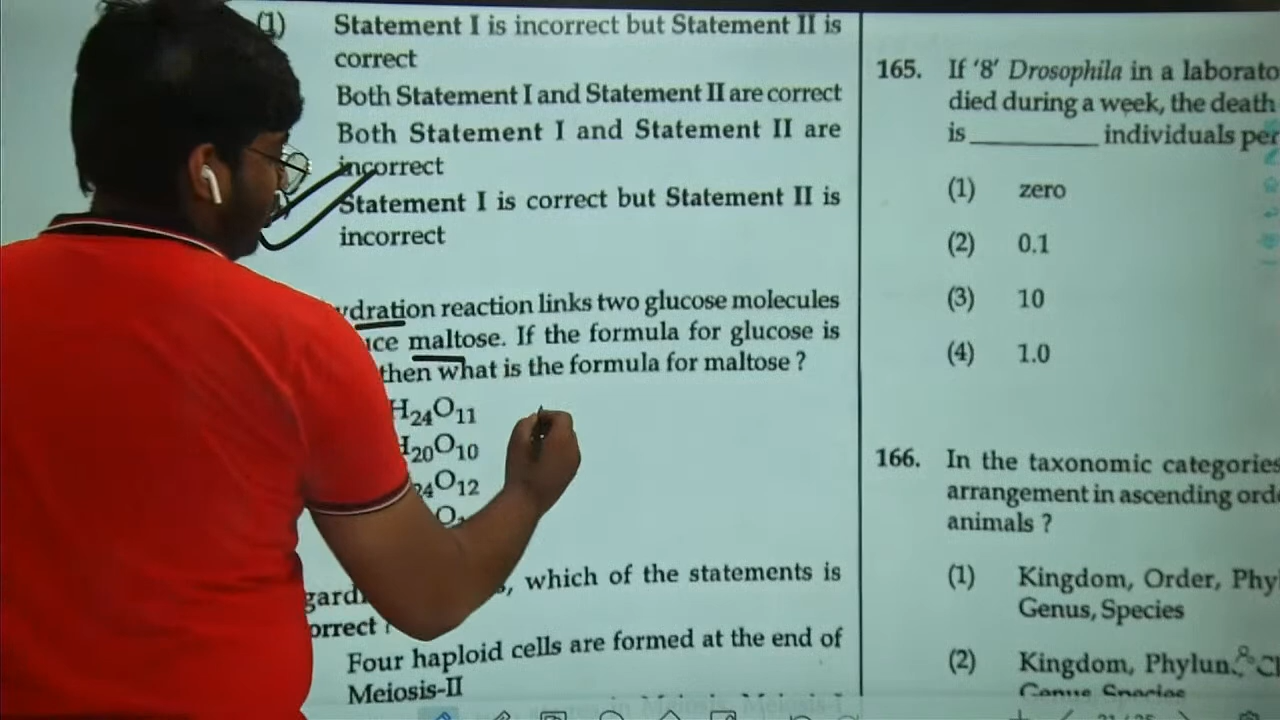 (1) Statement I is incorrect but Statement II is
correct
Both Statement I and Statement II are correct
Both Statement I and Statement II are
incorrect
Statement I is correct but Statement II is
incorrect
ydration reaction links two glucose molecules
uce maltose. If the formula for glucose is
then what is the formula for maltose ?
H24O11
H20O10
24O12
O
gard which of the statements is
orrect
Four haploid cells are formed at the end of
Meiosis-II
165. If '8' Drosophila in a laborato
died during a week, the death
is ________ individuals per
(1) zero
(2) 0.1
(3) 10
(4) 1.0
166. In the taxonomic categories
arrangement in ascending ord
animals ?
(1) Kingdom, Order, Phy
Genus, Species
(2) Kingdom, Phylum, Cl
Genus Species